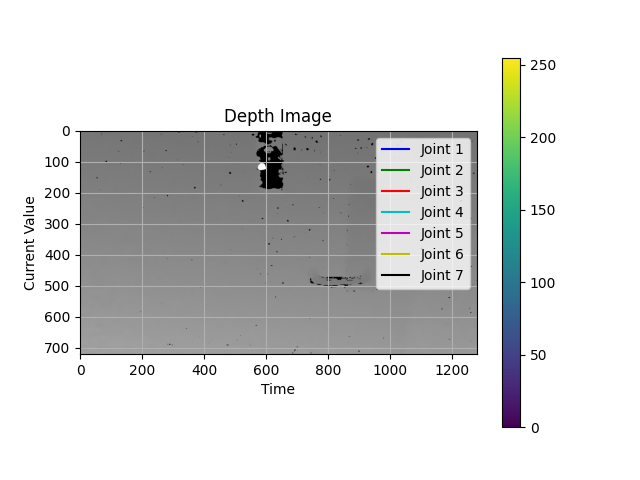 Depth Image
Current Value
0
100
200
300
400
500
600
700
Joint 1
Joint 2
Joint 3
Joint 4
Joint 5
Joint 6
Joint 7
0 200 400 600 800 1000 1200
Time
250
200
150
100
50
0